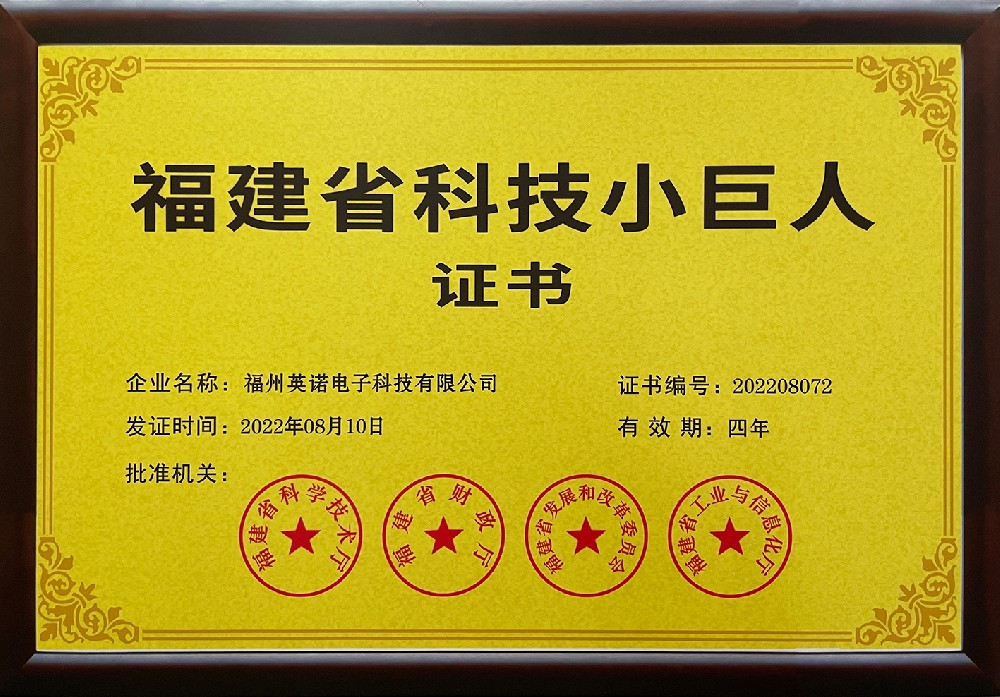 福建省科技小巨人
证书
企业名称：福州英诺电子科技有限公司
证书编号：202208072
发证时间：2022年08月10日
有 效 期：四年
批准机关：
福建省科学技术厅
福建省财政厅
福建省发展和改革委员会
福建省工业与信息化厅